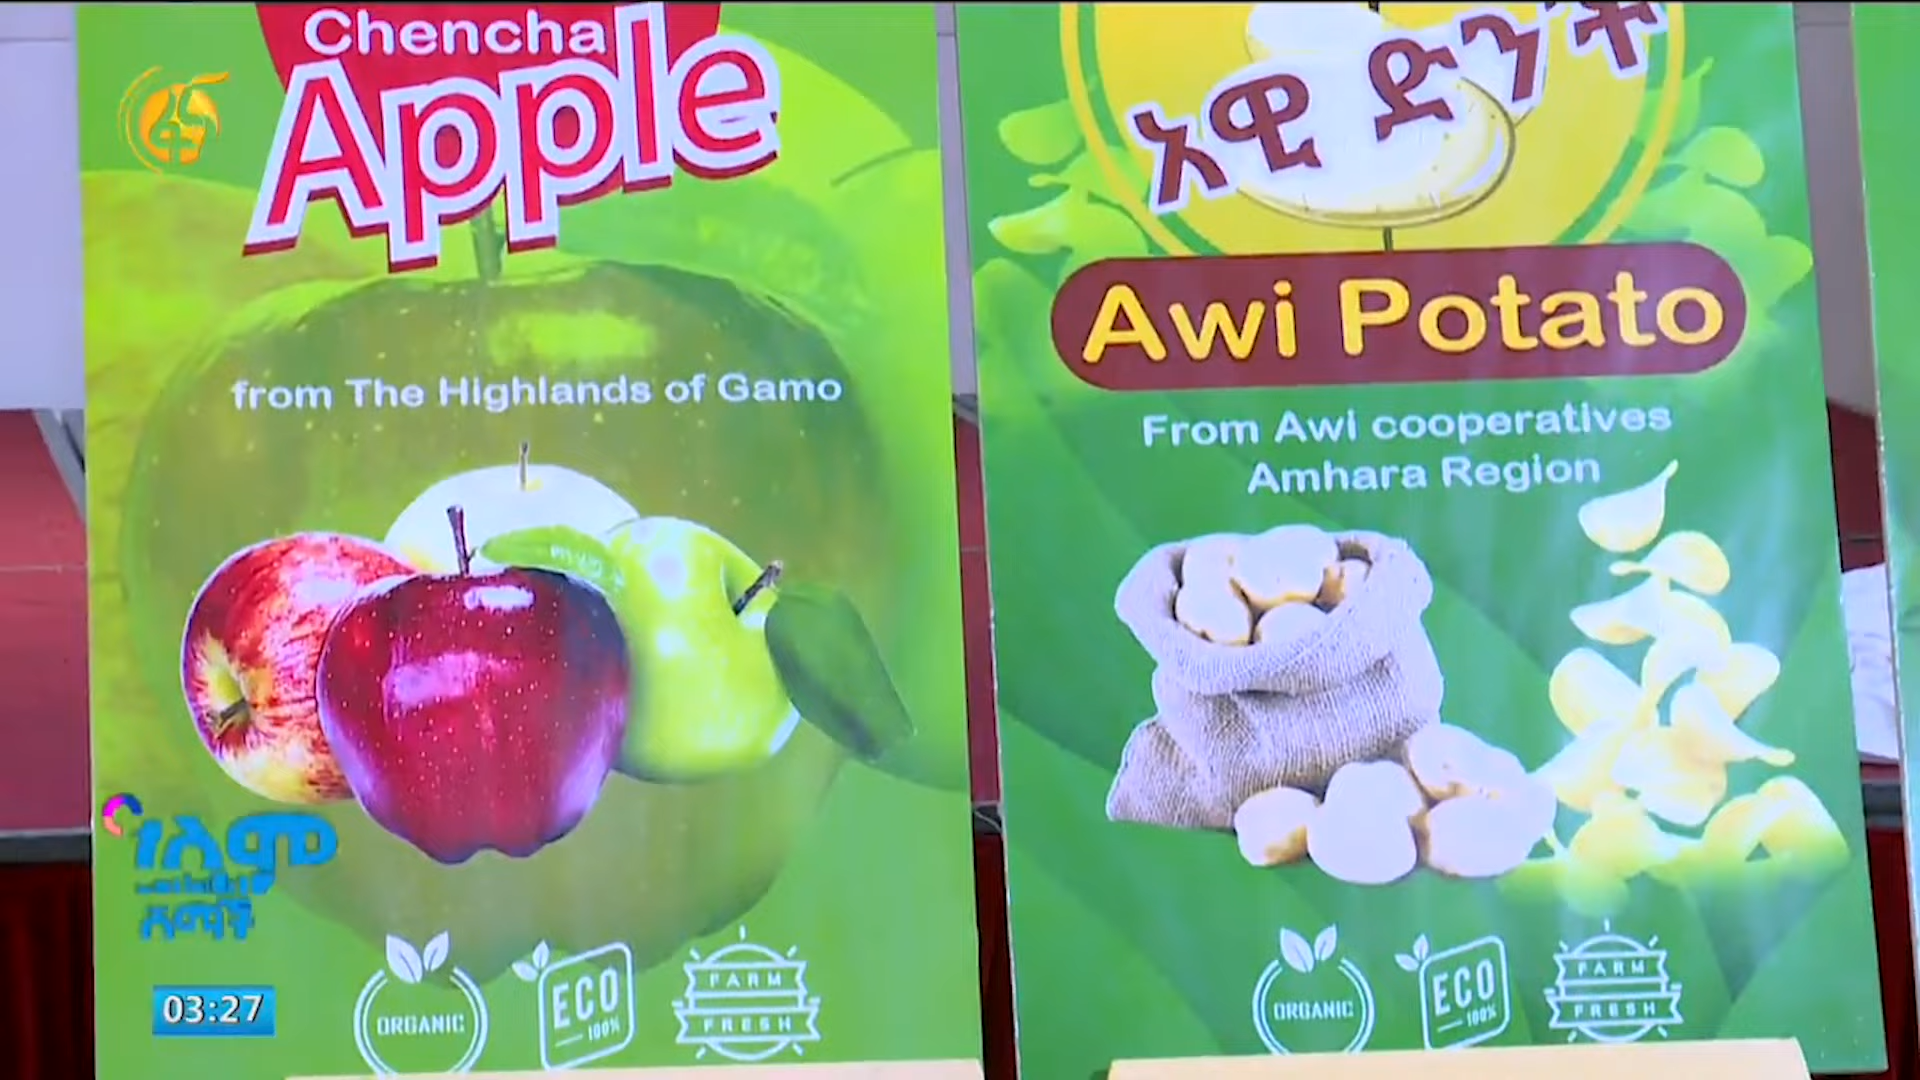 Chencha
Apple
from The Highlands of Gamo
ORGANIC
ECO
100%
FARM
FRESH
አዊ ድንች
Awi Potato
From Awi cooperatives
Amhara Region
ORGANIC
ECO
100%
FARM
FRESH
ፋና
03:27